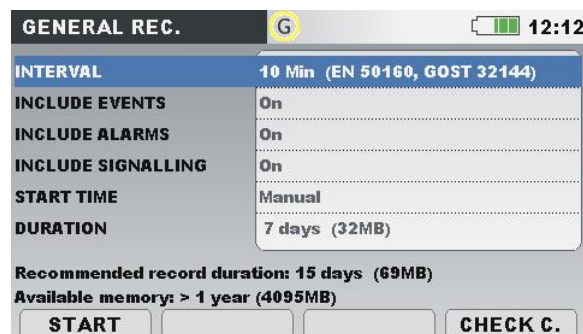 GENERAL REC. G 12:12
INTERVAL 10 Min (EN 50160, GOST 32144)
INCLUDE EVENTS On
INCLUDE ALARMS On
INCLUDE SIGNALLING On
START TIME Manual
DURATION 7 days (32MB)
Recommended record duration: 15 days (69MB)
Available memory: > 1 year (4095MB)
START CHECK C.